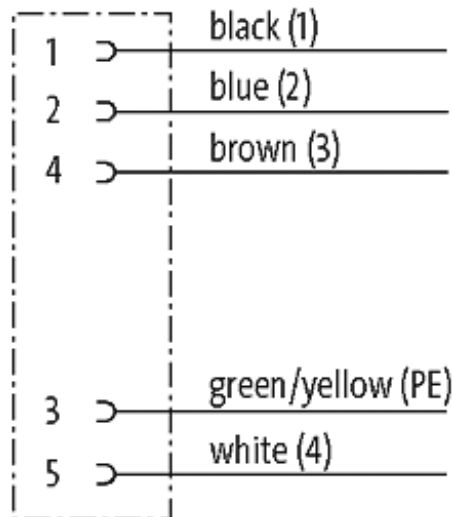 black (1)
1
blue (2)
2
brown (3)
4
green/yellow (PE)
3
white (4)
5